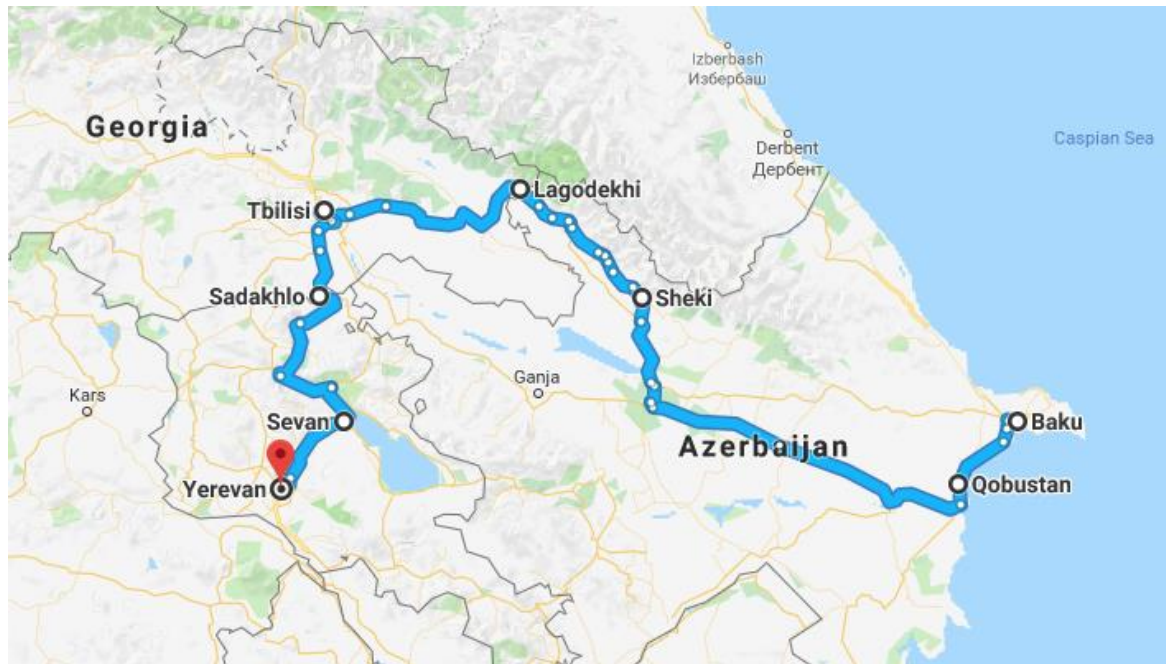 Izberbash
Избербаш
Georgia
Derbent
Дербент
Caspian Sea
Lagodekhi
Tbilisi
Sadakhlo
Sheki
Ganja
Kars
Sevan
Baku
Azerbaijan
Yerevan
Qobustan